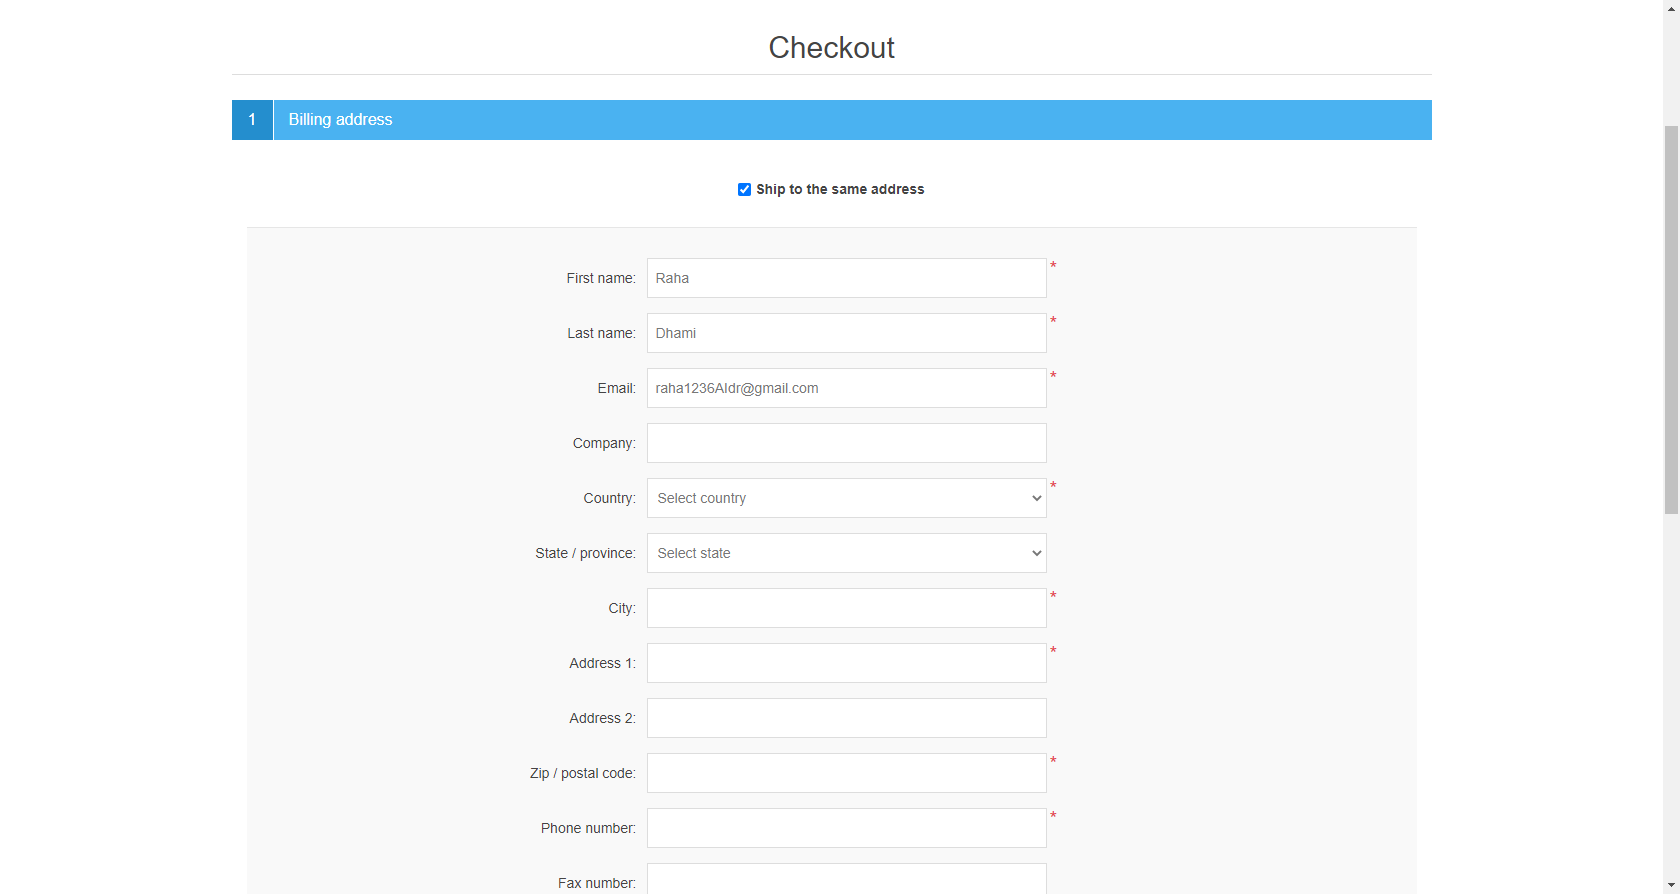 Checkout
1 Billing address
Ship to the same address
First name: Raha *
Last name: Dhami *
Email: raha1236Aldr@gmail.com *
Company:
Country: Select country *
State / province: Select state
City: *
Address 1: *
Address 2:
Zip / postal code: *
Phone number: *
Fax number: